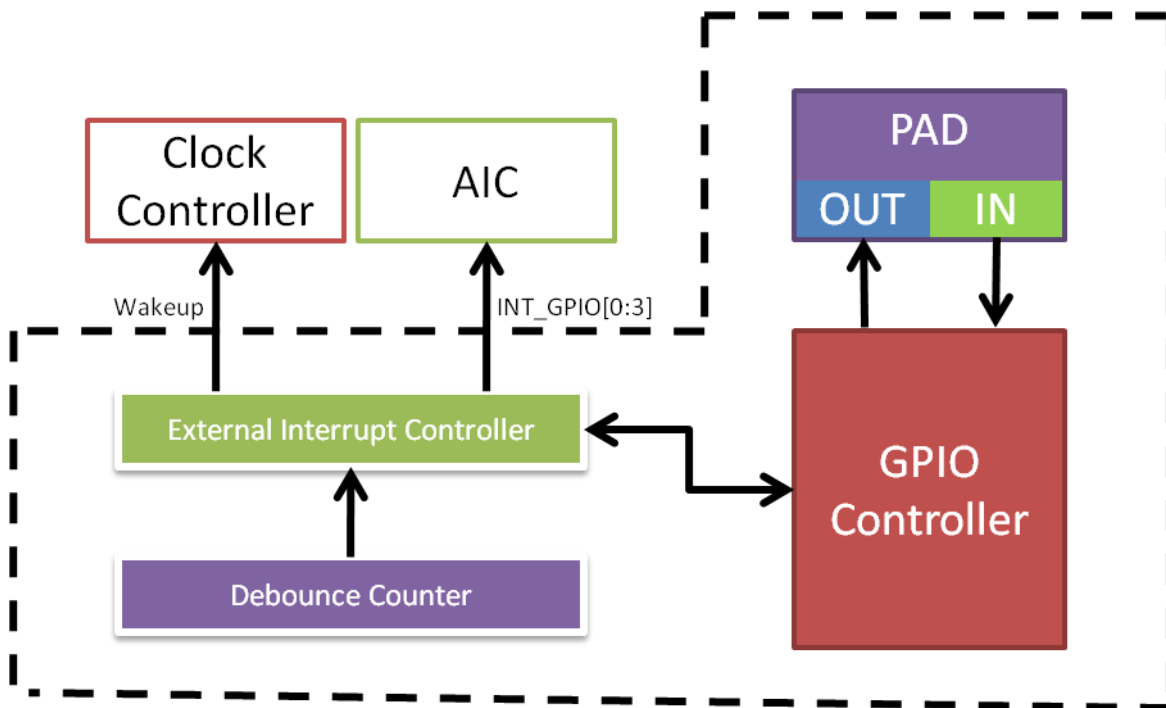 PAD
OUT IN
Clock
Controller
AIC
Wakeup
INT_GPIO[0:3]
External Interrupt Controller
GPIO
Controller
Debounce Counter